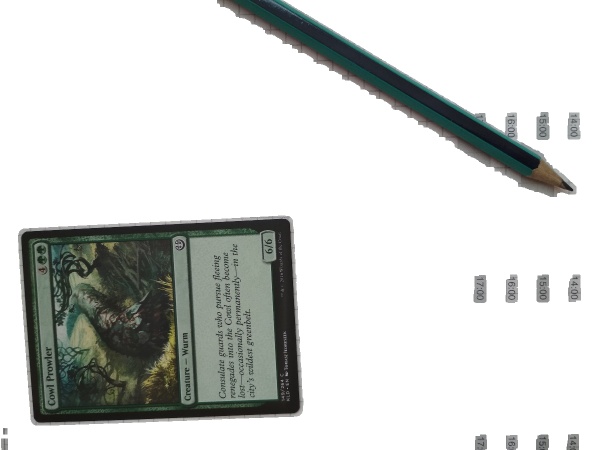 Cowl Prowler
4
Creature – Wurm
Consulate guards who pursue fleeing
renegades into the Cowl often become
lost—occasionally permanently—in the
city's wildest greenbelt.
6/6
16:00
15:00
14:00
17:00
16:00
15:00
14:00